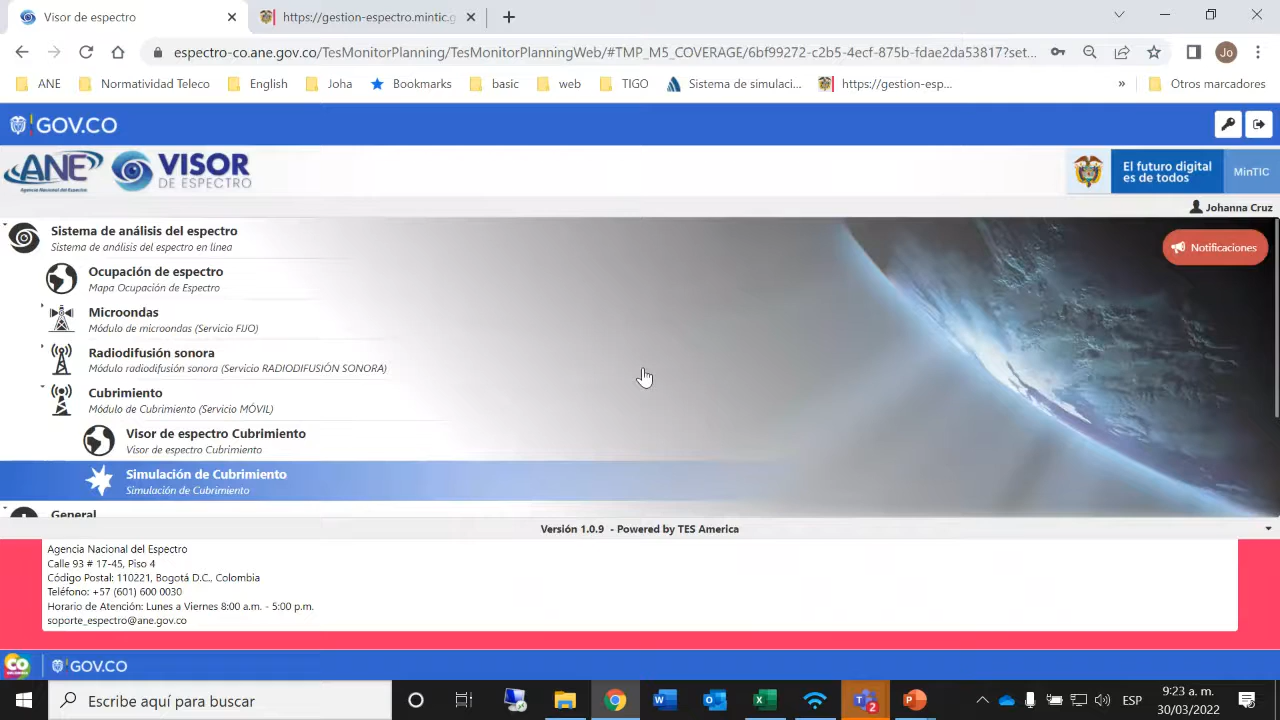 Visor de espectro
https://gestion-espectro.mintic.g
espectro-co.ane.gov.co/TesMonitorPlanning/TesMonitorPlanningWeb/#TMP_M5_COVERAGE/6bf99272-c2b5-4ecf-875b-fdae2da53817?set...
Jo
ANE
Normatividad Teleco
English
Joha
Bookmarks
basic
web
TIGO
Sistema de simulaci...
https://gestion-esp...
»
Otros marcadores
GOV.CO
ANE
Agencia Nacional del Espectro
VISOR
DE ESPECTRO
El futuro digital
es de todos
MinTIC
Johanna Cruz
Sistema de análisis del espectro
Sistema de análisis del espectro en línea
Notificaciones
Ocupación de espectro
Mapa Ocupación de Espectro
Microondas
Módulo de microondas (Servicio FIJO)
Radiodifusión sonora
Módulo radiodifusión sonora (Servicio RADIODIFUSIÓN SONORA)
Cubrimiento
Módulo de Cubrimiento (Servicio MÓVIL)
Visor de espectro Cubrimiento
Visor de espectro Cubrimiento
Simulación de Cubrimiento
Simulación de Cubrimiento
General
Versión 1.0.9 - Powered by TES America
Agencia Nacional del Espectro
Calle 93 # 17-45, Piso 4
Código Postal: 110221, Bogotá D.C., Colombia
Teléfono: +57 (601) 600 0030
Horario de Atención: Lunes a Viernes 8:00 a.m. - 5:00 p.m.
soporte_espectro@ane.gov.co
CO
GOV.CO
Escribe aquí para buscar
2
ESP
9:23 a. m.
30/03/2022